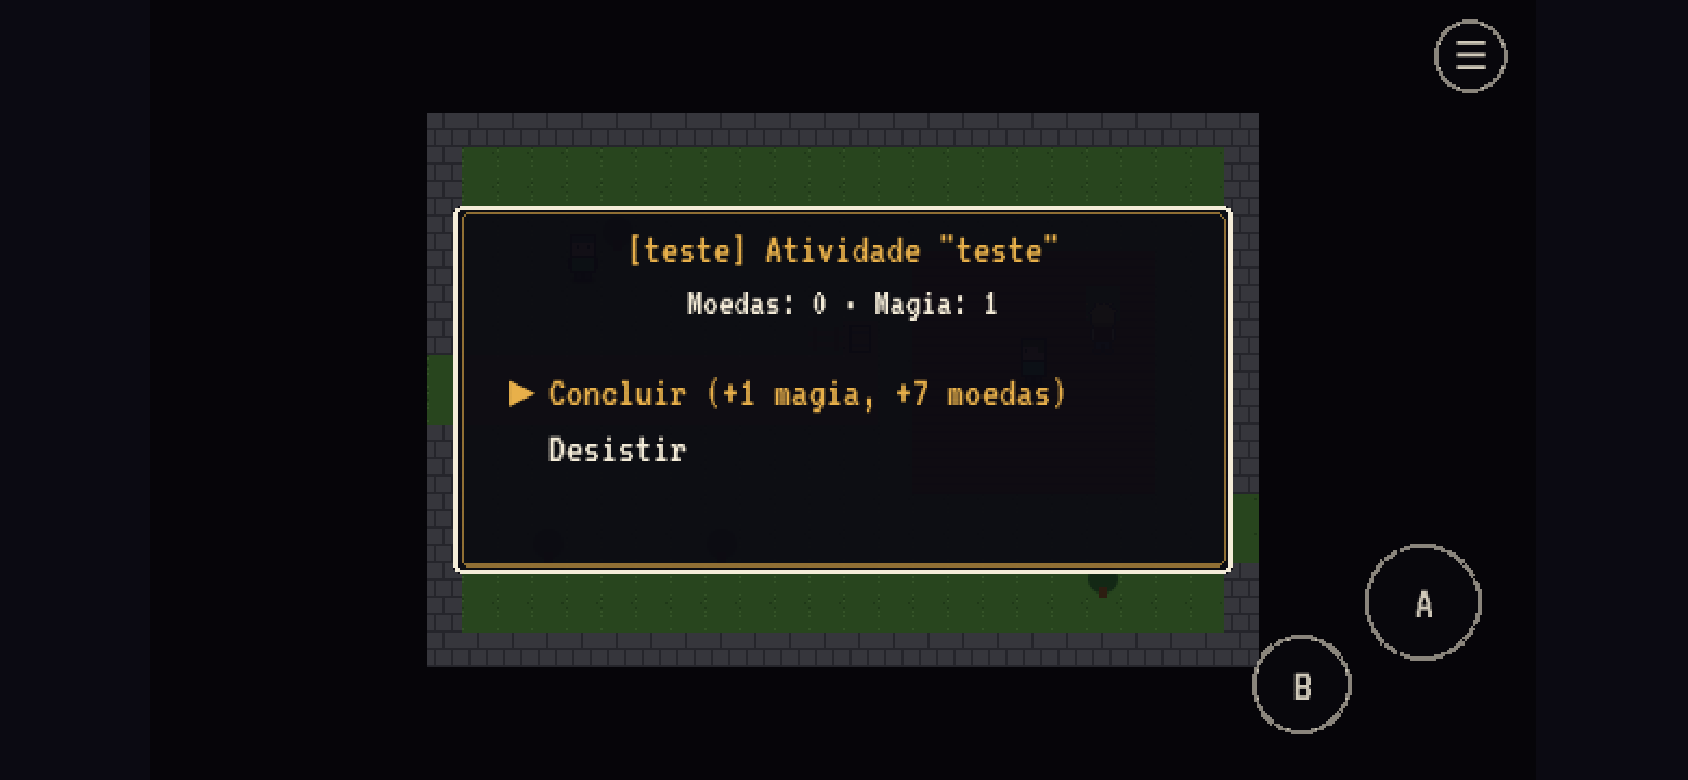 [teste] Atividade "teste"
Moedas: 0 · Magia: 1
▶ Concluir (+1 magia, +7 moedas)
Desistir
A
B